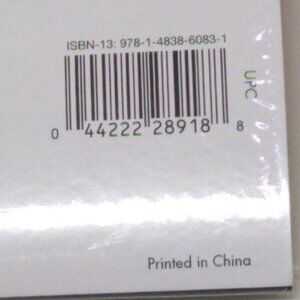 ISBN-13: 978-1-4838-6083-1
UPC
0 44222 28918 8
Printed in China